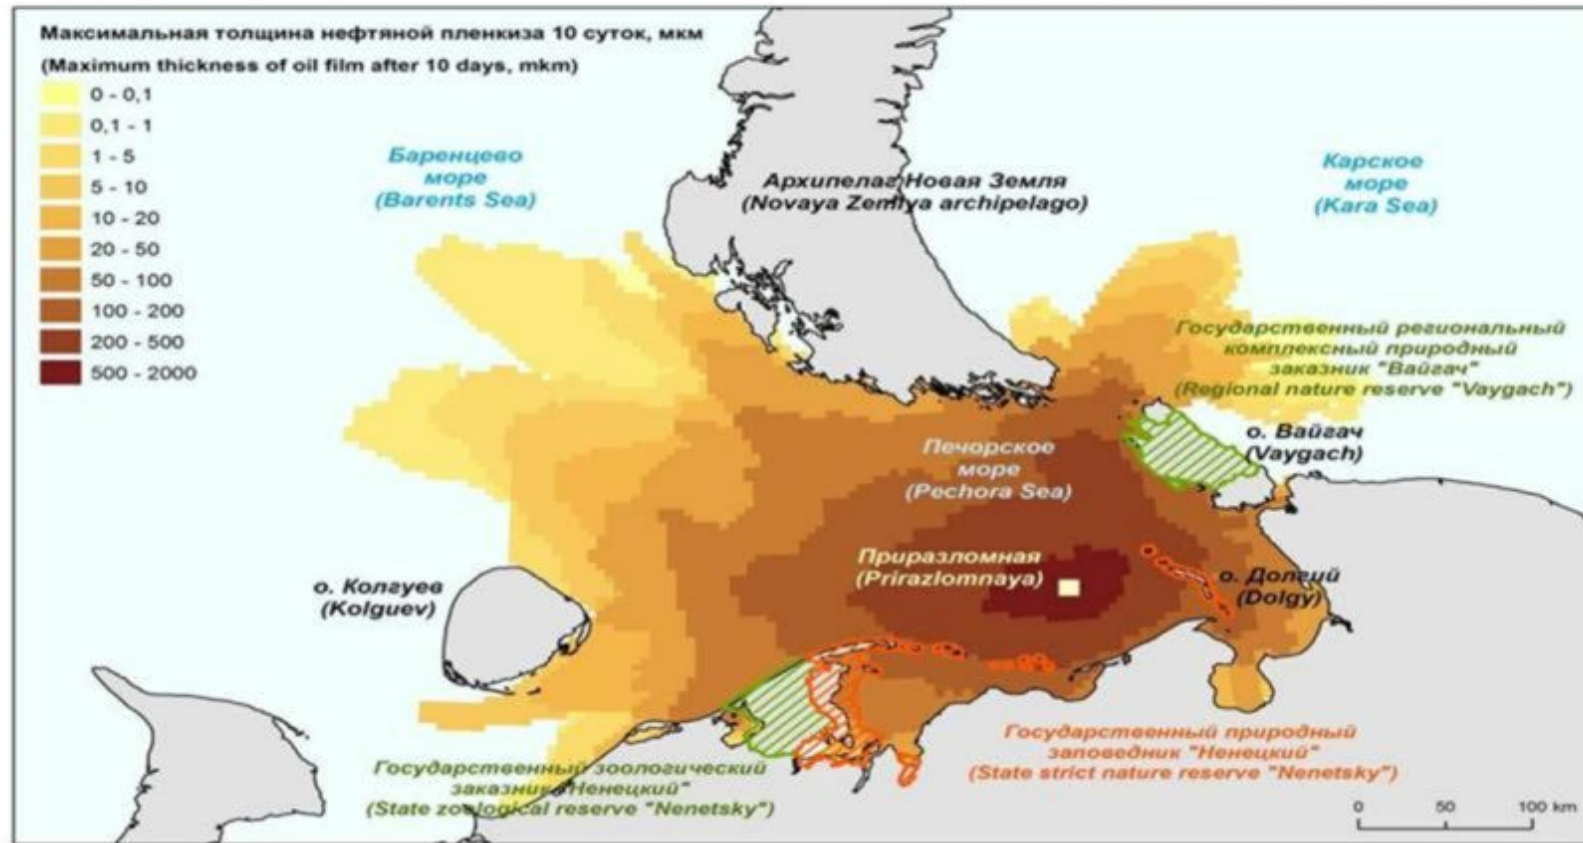 Максимальная толщина нефтяной пленкиза 10 суток, мкм
(Maximum thickness of oil film after 10 days, mkm)
0 - 0,1
0,1 - 1
1 - 5
5 - 10
10 - 20
20 - 50
50 - 100
100 - 200
200 - 500
500 - 2000
Баренцево
море
(Barents Sea)
Архипелаг Новая Земля
(Novaya Zemlya archipelago)
Карское
море
(Kara Sea)
Государственный региональный
комплексный природный
заказник "Вайгач"
(Regional nature reserve "Vaygach")
о. Вайгач
(Vaygach)
Печорское
море
(Pechora Sea)
Приразломная
(Prirazlomnaya)
о. Колгуев
(Kolguev)
о. Долгий
(Dolgy)
Государственный природный
заповедник "Ненецкий"
(State strict nature reserve "Nenetsky")
Государственный зоологический
заказник "Ненецкий"
(State zoological reserve "Nenetsky")
0 50 100 km